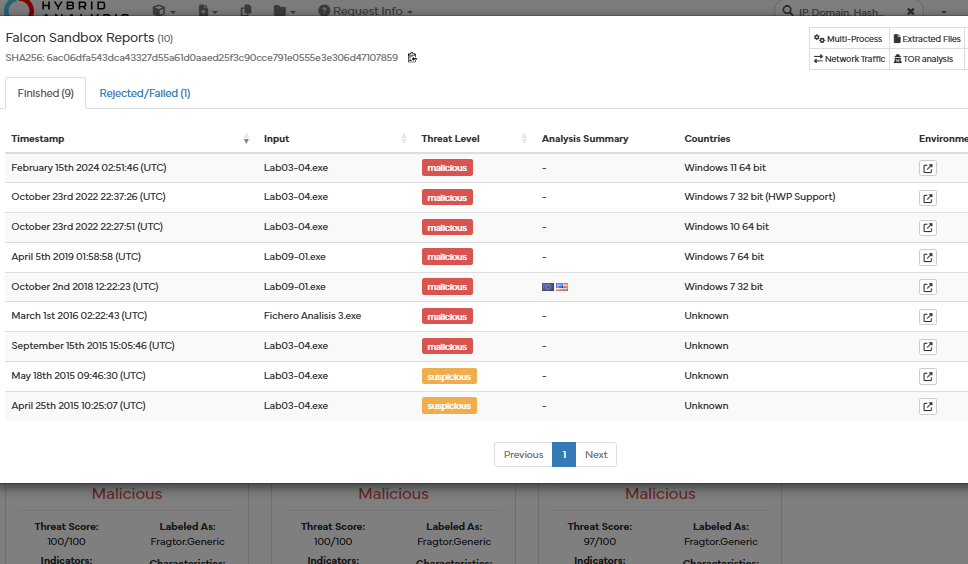 HYBRID
ANALYSIS
Request Info
IP, Domain, Hash...
Falcon Sandbox Reports (10)
SHA256: 6ac06dfa543dca43327d55a61d0aaed25f3c90cce791e0555e3e306d47107859
Multi-Process Extracted Files
Network Traffic TOR analysis
Finished (9) Rejected/Failed (1)
Timestamp Input Threat Level Analysis Summary Countries Environme
February 15th 2024 02:51:46 (UTC) Lab03-04.exe malicious - Windows 11 64 bit
October 23rd 2022 22:37:26 (UTC) Lab03-04.exe malicious - Windows 7 32 bit (HWP Support)
October 23rd 2022 22:27:51 (UTC) Lab03-04.exe malicious - Windows 10 64 bit
April 5th 2019 01:58:58 (UTC) Lab09-01.exe malicious - Windows 7 64 bit
October 2nd 2018 12:22:23 (UTC) Lab09-01.exe malicious Windows 7 32 bit
March 1st 2016 02:22:43 (UTC) Fichero Analisis 3.exe malicious - Unknown
September 15th 2015 15:05:46 (UTC) Lab03-04.exe malicious - Unknown
May 18th 2015 09:46:30 (UTC) Lab03-04.exe suspicious - Unknown
April 25th 2015 10:25:07 (UTC) Lab03-04.exe suspicious - Unknown
Previous 1 Next
Malicious Malicious Malicious
Threat Score: Labeled As: Threat Score: Labeled As: Threat Score: Labeled As:
100/100 Fragtor.Generic 100/100 Fragtor.Generic 97/100 Fragtor.Generic
Indicators: Characteristics: Indicators: Characteristics: Indicators: Characteristics: